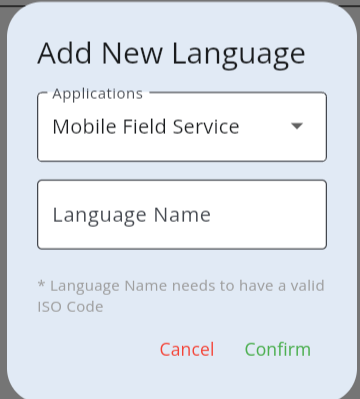 Add New Language
Applications
Mobile Field Service
Language Name
* Language Name needs to have a valid
ISO Code
Cancel Confirm